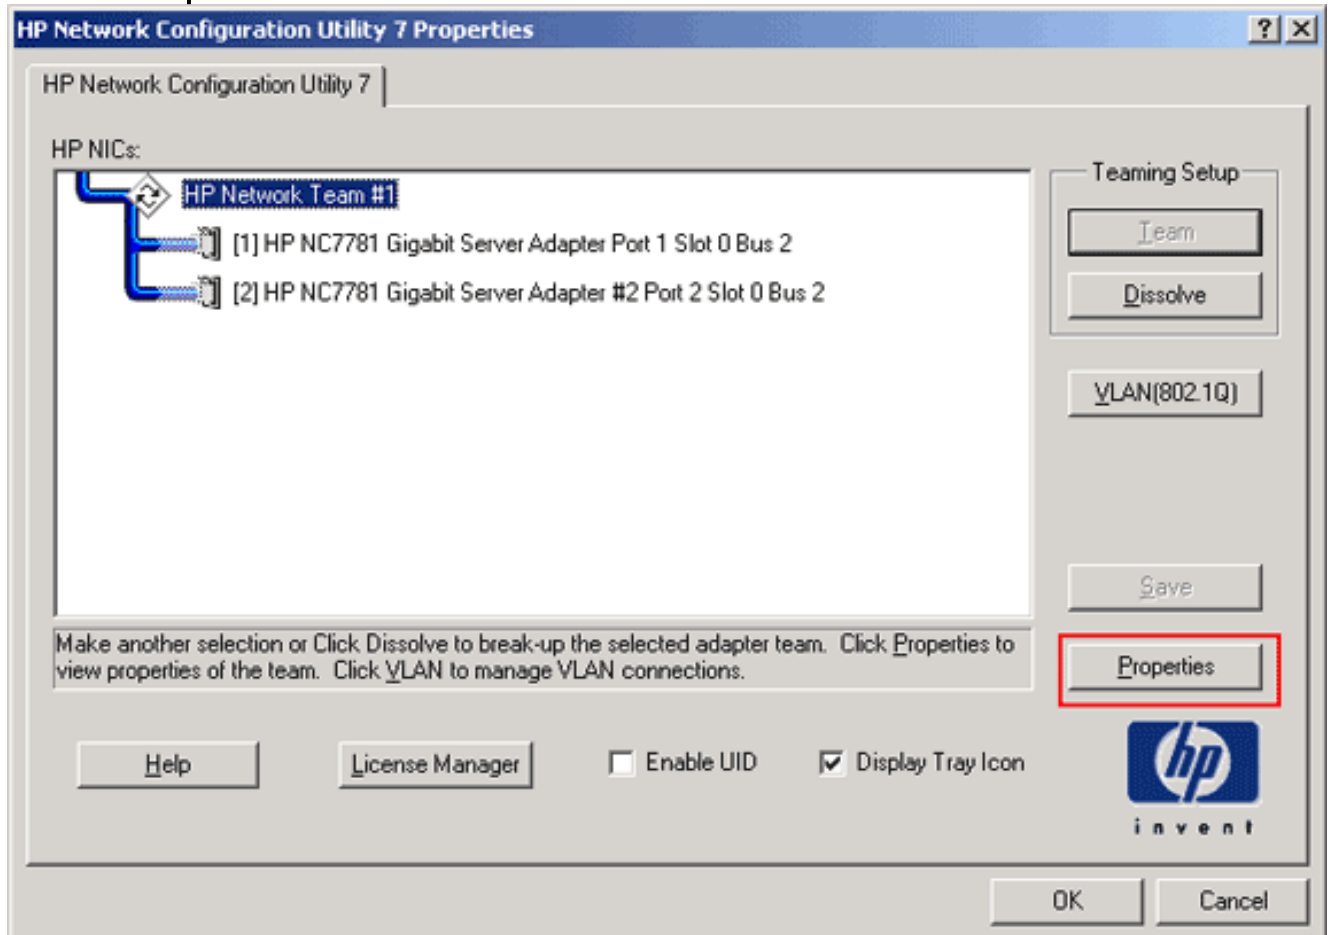 HP Network Configuration Utility 7 Properties
HP Network Configuration Utility 7
HP NICs:
HP Network Team #1
[1] HP NC7781 Gigabit Server Adapter Port 1 Slot 0 Bus 2
[2] HP NC7781 Gigabit Server Adapter #2 Port 2 Slot 0 Bus 2
Teaming Setup
Team
Dissolve
VLAN(802.1Q)
Save
Make another selection or Click Dissolve to break-up the selected adapter team. Click Properties to
view properties of the team. Click VLAN to manage VLAN connections.
Properties
Help
License Manager
Enable UID
Display Tray Icon
hp
invent
OK
Cancel